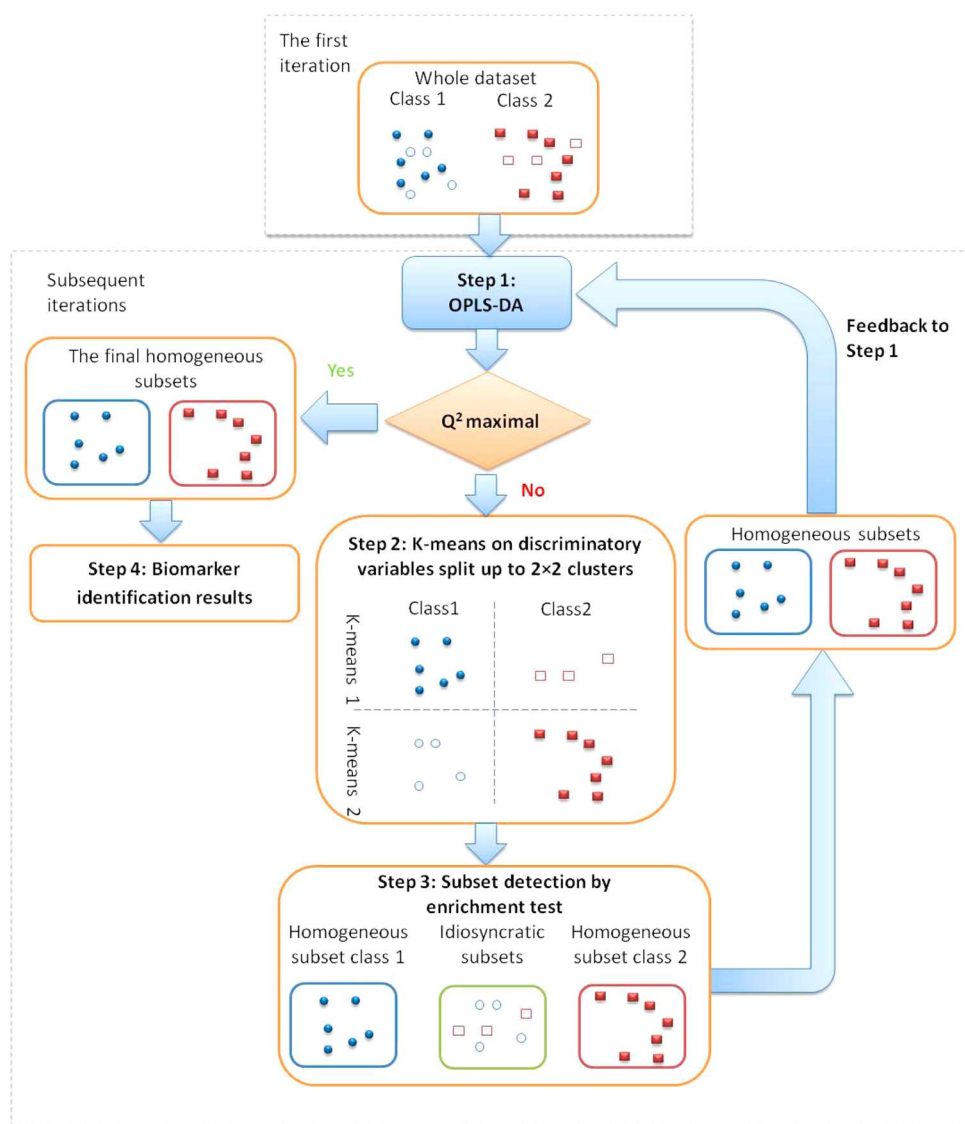 The first
iteration
Whole dataset
Class 1
Class 2
Subsequent
iterations
Step 1:
OPLS-DA
Feedback to
Step 1
The final homogeneous
subsets
Yes
Q² maximal
No
Step 2: K-means on discriminatory
variables split up to 2×2 clusters
Class1
Class2
K-means 1
K-means 2
Homogeneous subsets
Step 4: Biomarker
identification results
Step 3: Subset detection by
enrichment test
Homogeneous
subset class 1
Idiosyncratic
subsets
Homogeneous
subset class 2